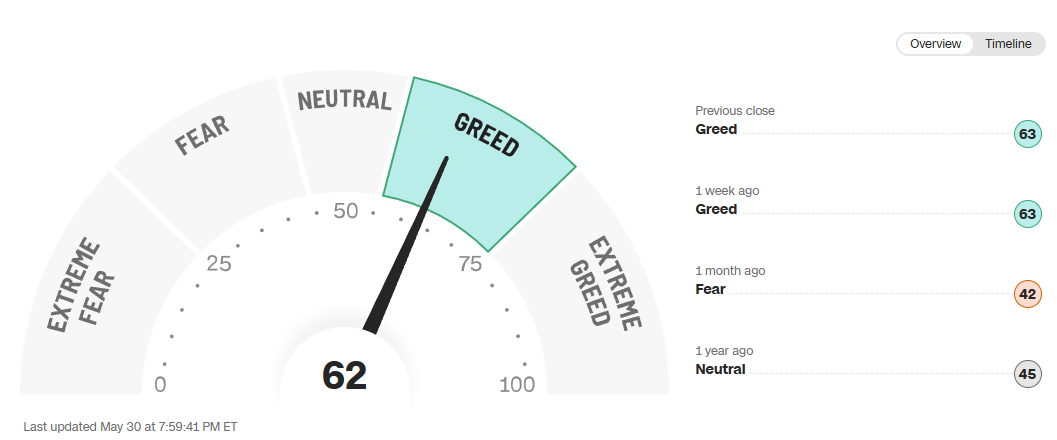 Overview
Timeline
EXTREME
FEAR
FEAR
NEUTRAL
GREED
EXTREME
GREED
0
25
50
75
100
62
Last updated May 30 at 7:59:41 PM ET
Previous close
Greed 63
1 week ago
Greed 63
1 month ago
Fear 42
1 year ago
Neutral 45